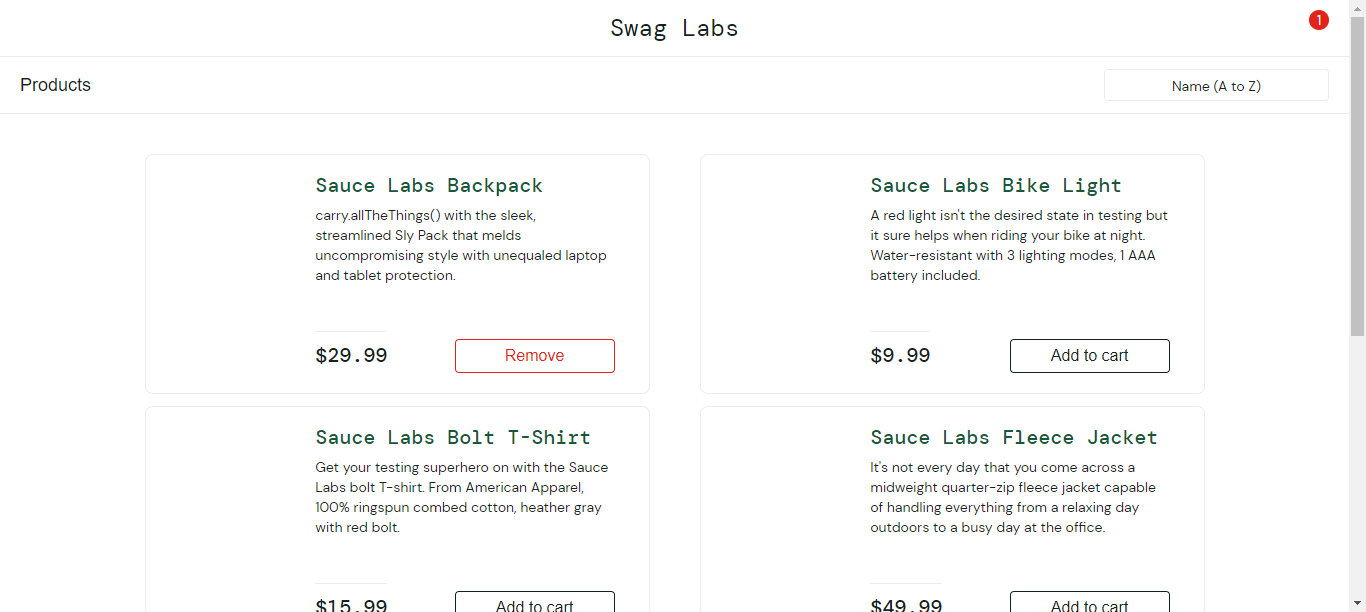 Swag Labs
1
Products
Name (A to Z)
Sauce Labs Backpack
carry.allTheThings() with the sleek,
streamlined Sly Pack that melds
uncompromising style with unequaled laptop
and tablet protection.
$29.99
Remove
Sauce Labs Bike Light
A red light isn't the desired state in testing but
it sure helps when riding your bike at night.
Water-resistant with 3 lighting modes, 1 AAA
battery included.
$9.99
Add to cart
Sauce Labs Bolt T-Shirt
Get your testing superhero on with the Sauce
Labs bolt T-shirt. From American Apparel,
100% ringspun combed cotton, heather gray
with red bolt.
$15.99
Add to cart
Sauce Labs Fleece Jacket
It's not every day that you come across a
midweight quarter-zip fleece jacket capable
of handling everything from a relaxing day
outdoors to a busy day at the office.
$49.99
Add to cart